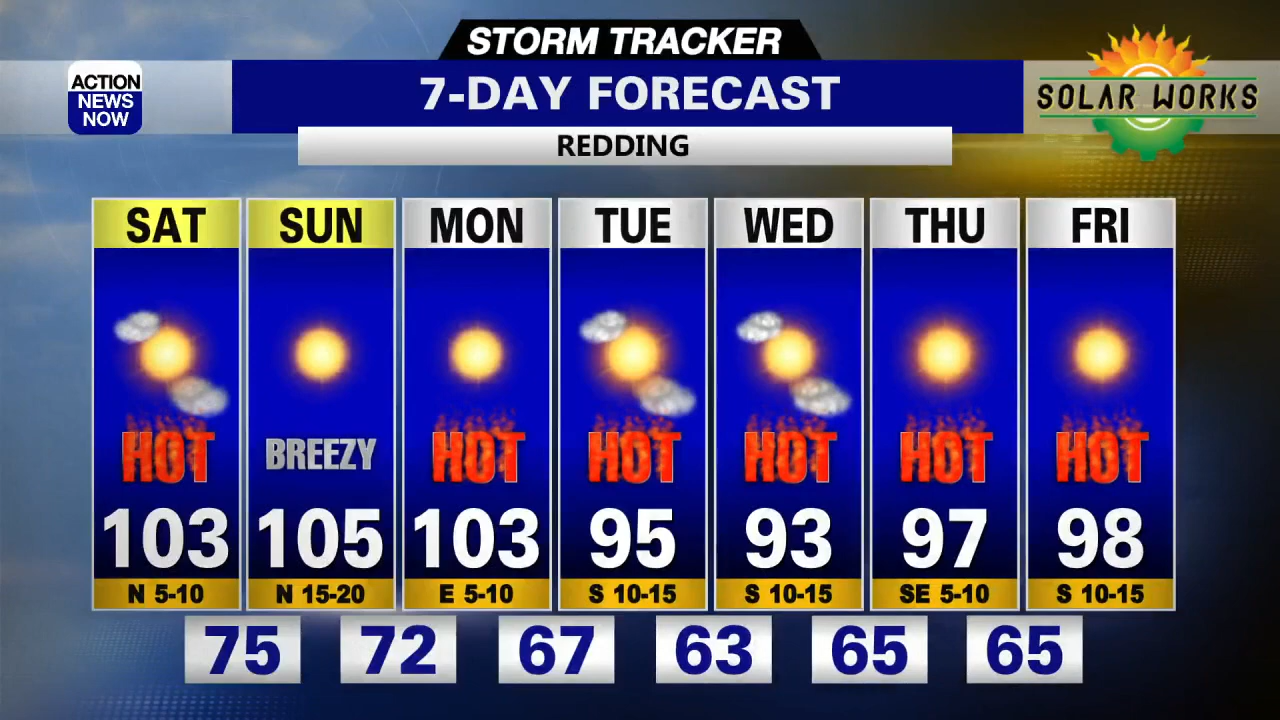 STORM TRACKER
ACTION
NEWS
NOW
7-DAY FORECAST
SOLAR WORKS
REDDING
SAT SUN MON TUE WED THU FRI
HOT BREEZY HOT HOT HOT HOT HOT
103 105 103 95 93 97 98
N 5-10 N 15-20 E 5-10 S 10-15 S 10-15 SE 5-10 S 10-15
75 72 67 63 65 65